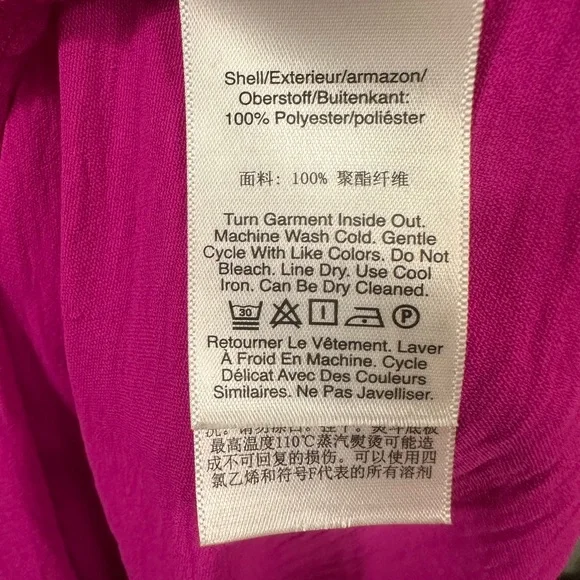 Shell/Exterieur/armazon/
Oberstoff/Buitenkant:
100% Polyester/poliéster
面料: 100% 聚酯纤维
Turn Garment Inside Out.
Machine Wash Cold. Gentle
Cycle With Like Colors. Do Not
Bleach. Line Dry. Use Cool
Iron. Can Be Dry Cleaned.
30 P
Retourner Le Vêtement. Laver
À Froid En Machine. Cycle
Délicat Avec Des Couleurs
Similaires. Ne Pas Javelliser.
最高温度110℃蒸汽熨烫可能造
成不可回复的损伤。可以使用四
氯乙烯和符号F代表的所有溶剂